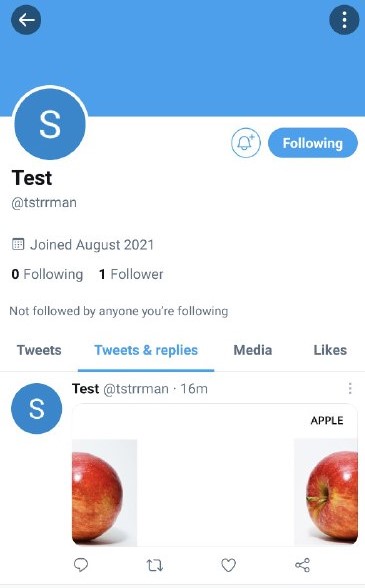 S
Following
Test
@tstrrman
Joined August 2021
0 Following 1 Follower
Not followed by anyone you're following
Tweets Tweets & replies Media Likes
S
Test @tstrrman · 16m
APPLE